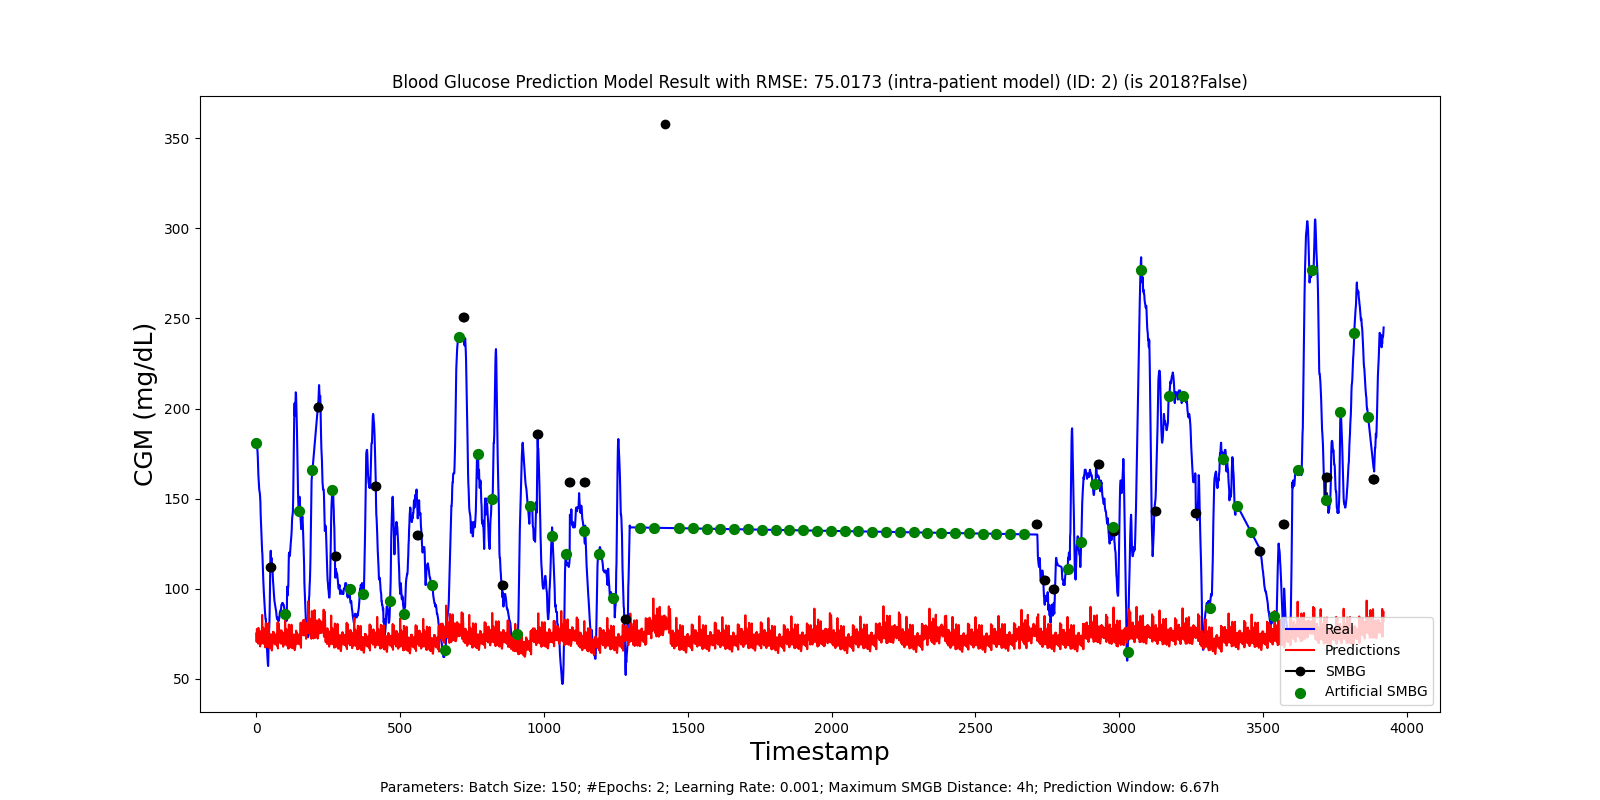 Blood Glucose Prediction Model Result with RMSE: 75.0173 (intra-patient model) (ID: 2) (is 2018?False)
CGM (mg/dL)
350
300
250
200
150
100
50
Real
Predictions
SMBG
Artificial SMBG
0 500 1000 1500 2000 2500 3000 3500 4000
Timestamp
Parameters: Batch Size: 150; #Epochs: 2; Learning Rate: 0.001; Maximum SMGB Distance: 4h; Prediction Window: 6.67h